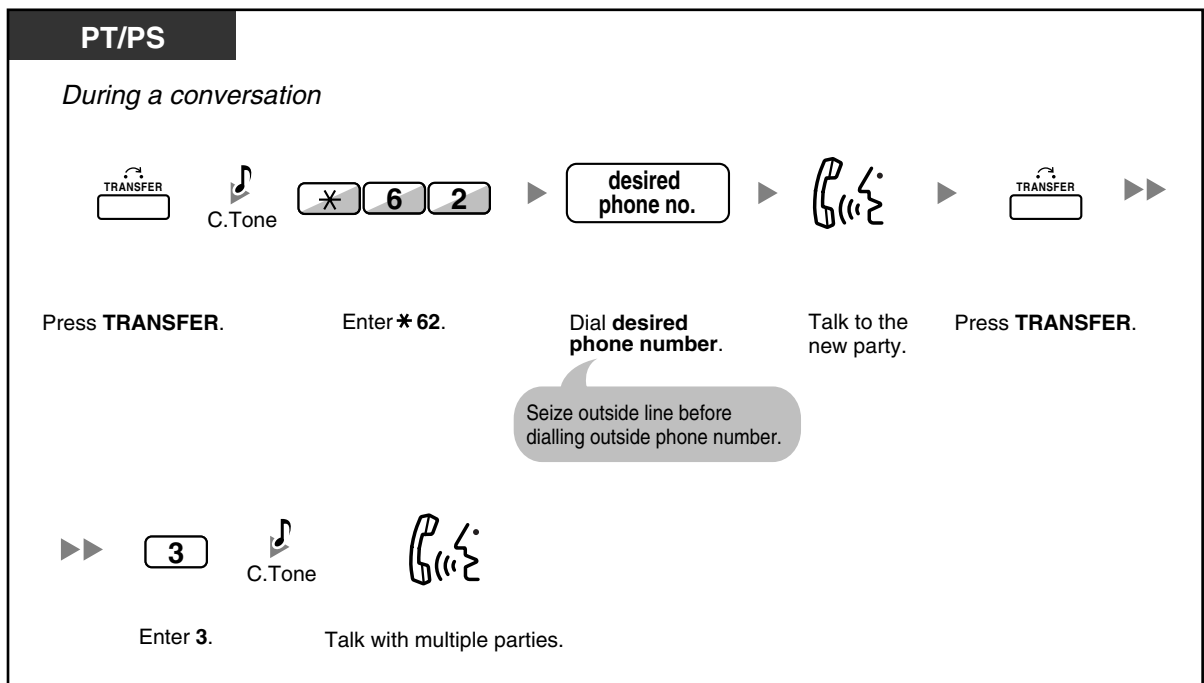 PT/PS
During a conversation
TRANSFER
C.Tone
* 6 2
desired
phone no.
TRANSFER
Press TRANSFER.
Enter * 62.
Dial desired
phone number.
Talk to the
new party.
Press TRANSFER.
Seize outside line before
dialling outside phone number.
3
C.Tone
Enter 3.
Talk with multiple parties.